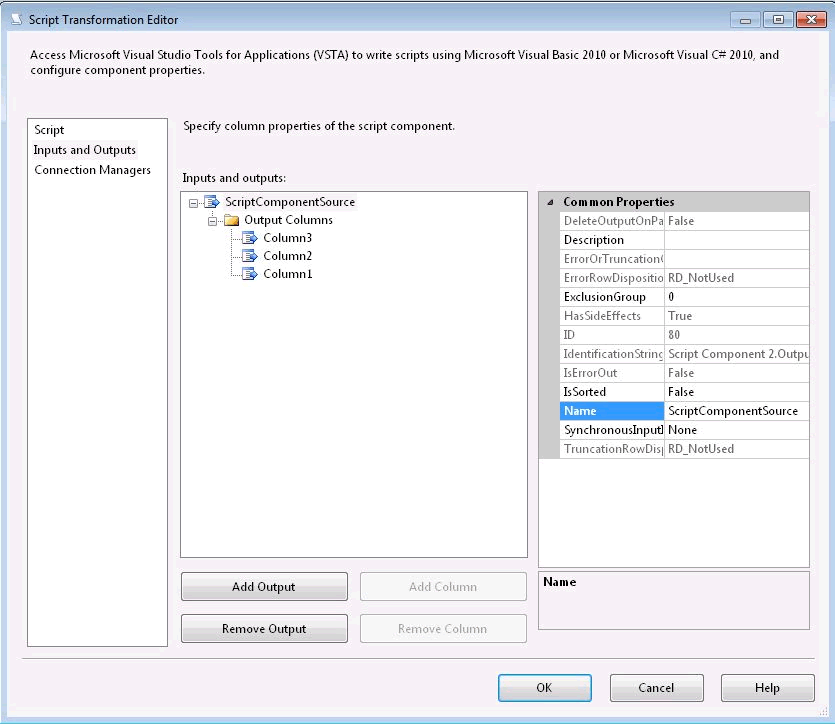 Script Transformation Editor
Access Microsoft Visual Studio Tools for Applications (VSTA) to write scripts using Microsoft Visual Basic 2010 or Microsoft Visual C# 2010, and
configure component properties.
Script
Inputs and Outputs
Connection Managers
Specify column properties of the script component.
Inputs and outputs:
ScriptComponentSource
Output Columns
Column3
Column2
Column1
Common Properties
DeleteOutputOnPa False
Description
ErrorOrTruncationO
ErrorRowDispositio RD_NotUsed
ExclusionGroup 0
HasSideEffects True
ID 80
IdentificationString Script Component 2.Outpu
IsErrorOut False
IsSorted False
Name ScriptComponentSource
SynchronousInputI None
TruncationRowDisp RD_NotUsed
Add Output
Add Column
Remove Output
Remove Column
Name
OK
Cancel
Help